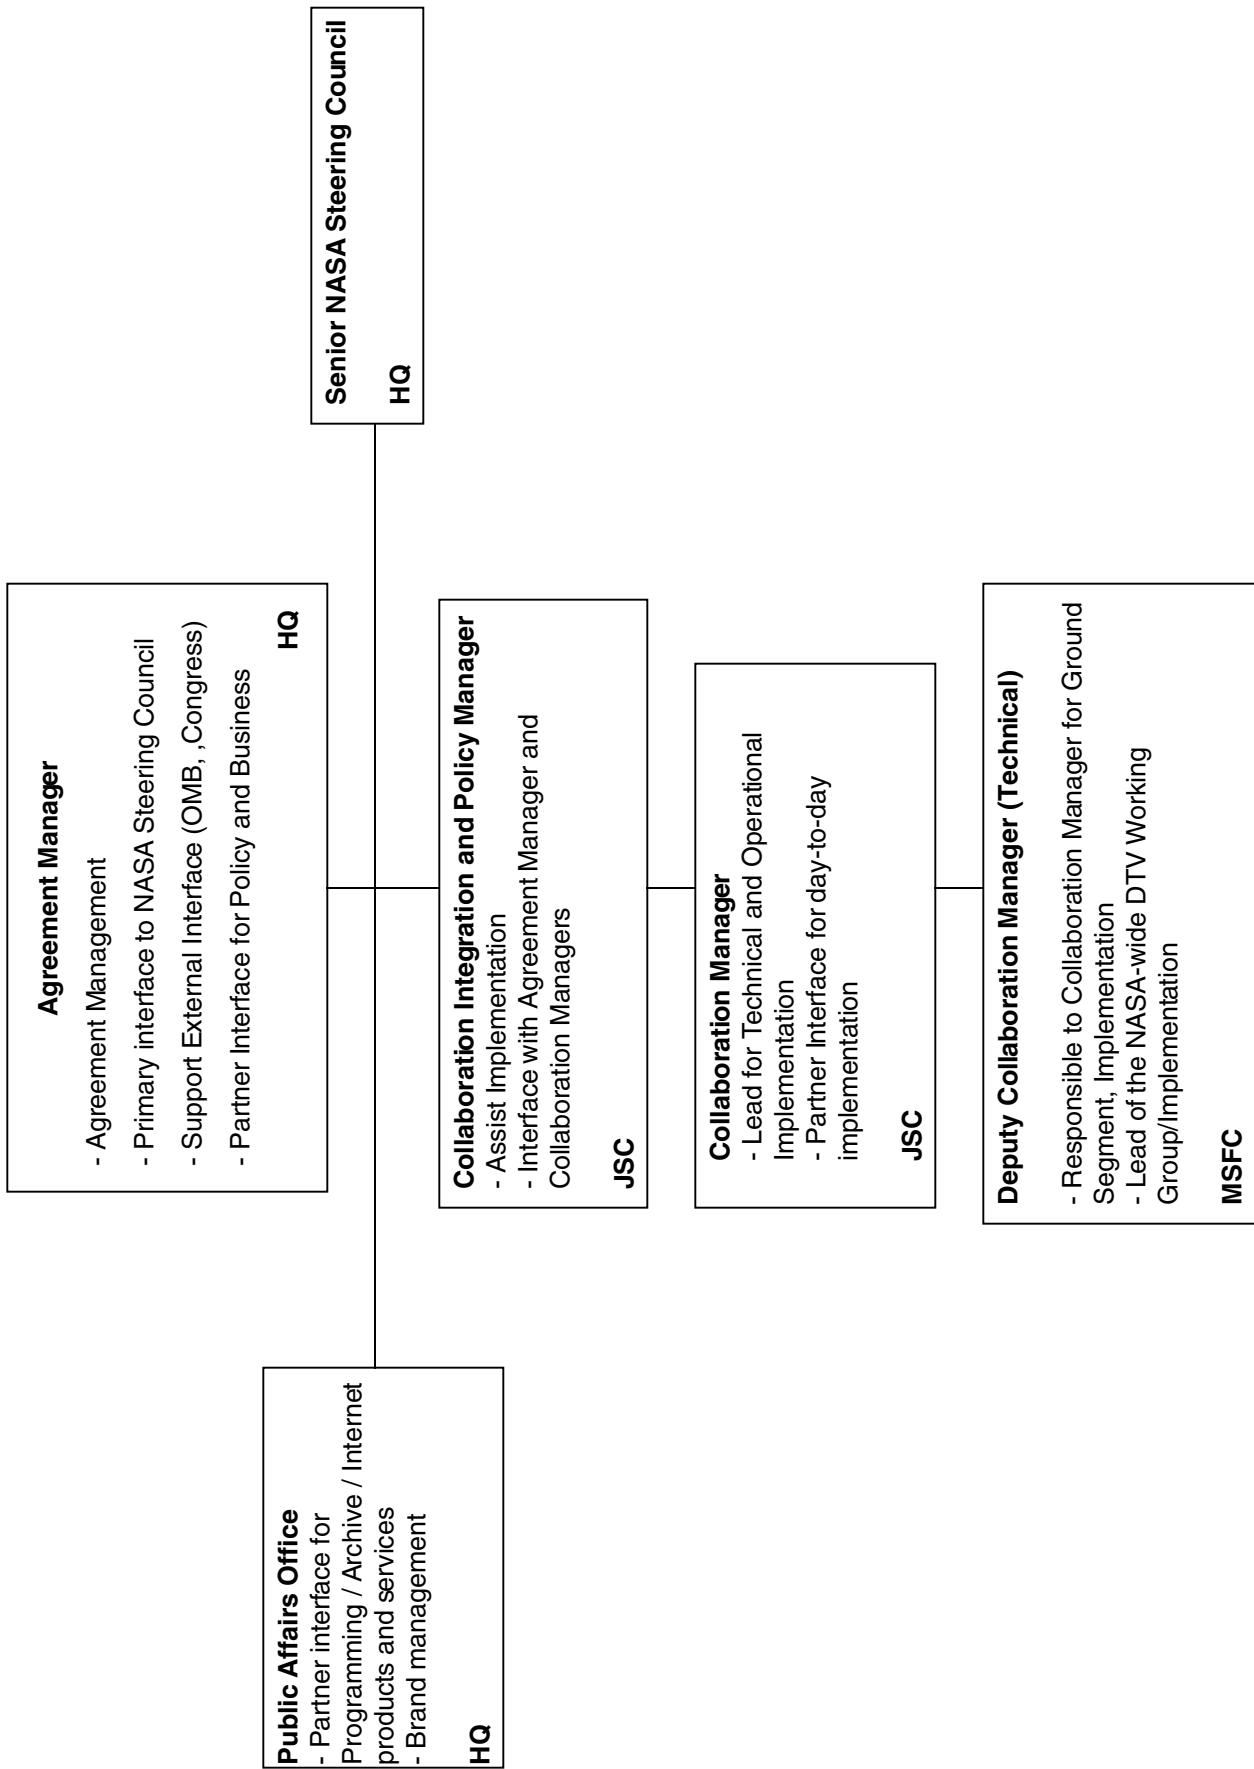 Agreement Manager
- Agreement Management
- Primary interface to NASA Steering Council
- Support External Interface (OMB, ,Congress)
- Partner Interface for Policy and Business
HQ
Public Affairs Office
- Partner interface for
Programming / Archive / Internet
products and services
- Brand management
HQ
Senior NASA Steering Council
HQ
Collaboration Integration and Policy Manager
- Assist Implementation
- Interface with Agreement Manager and
Collaboration Managers
JSC
Collaboration Manager
- Lead for Technical and Operational
Implementation
- Partner Interface for day-to-day
implementation
JSC
Deputy Collaboration Manager (Technical)
- Responsible to Collaboration Manager for Ground
Segment, Implementation
- Lead of the NASA-wide DTV Working
Group/Implementation
MSFC